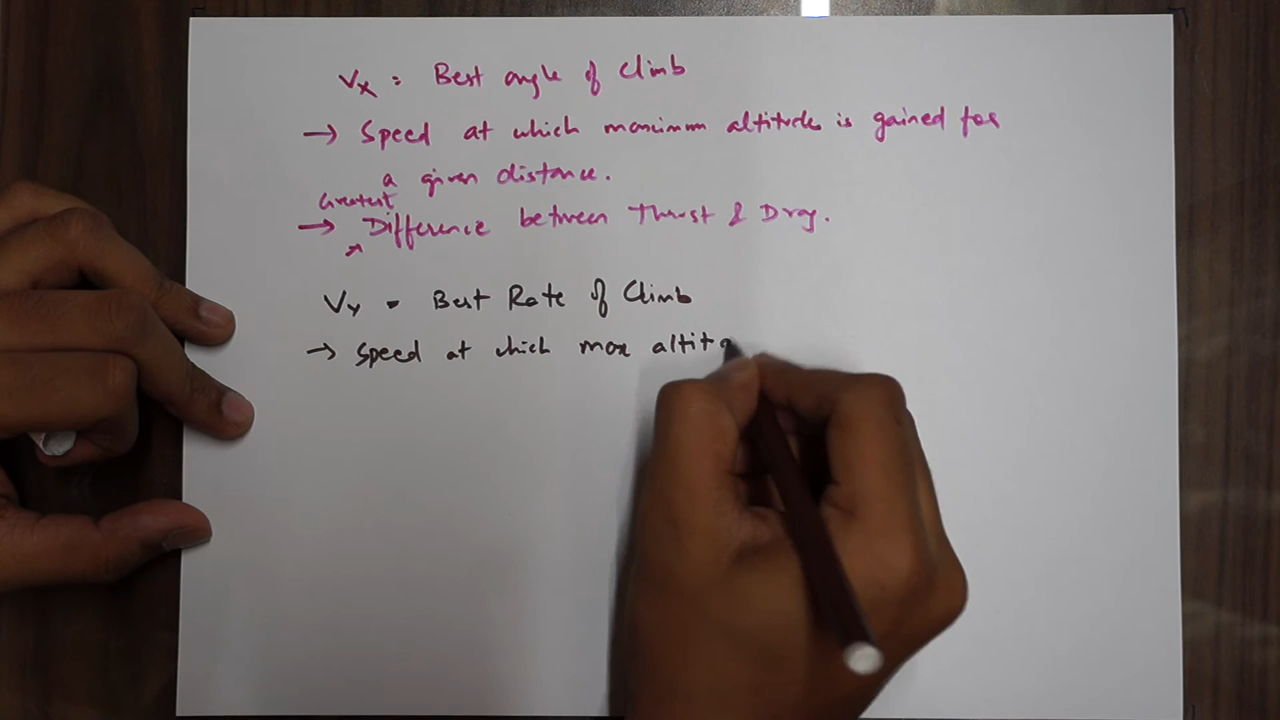 Vx = Best angle of Climb
→ Speed at which maximum altitude is gained for
a given distance.
Greatest
→ Difference between Thrust & Drag.
Vy = Best Rate of Climb
→ Speed at which max altit